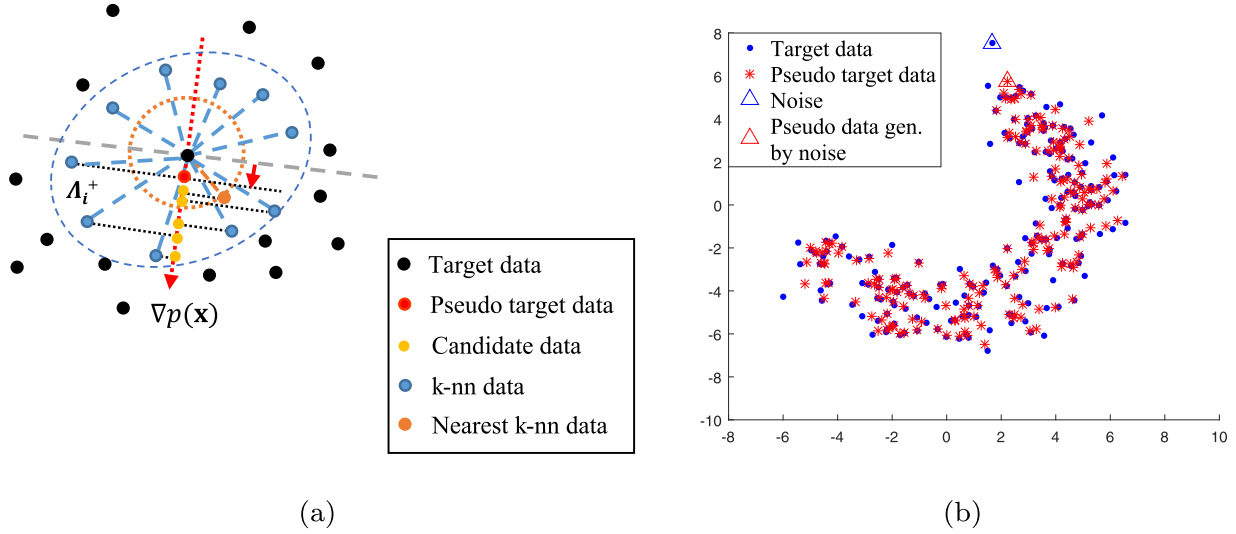 Λᵢ⁺
∇p(𝐱)
Target data
Pseudo target data
Candidate data
k-nn data
Nearest k-nn data
(a)
Target data
Pseudo target data
Noise
Pseudo data gen.
by noise
8
6
4
2
0
-2
-4
-6
-8
-10
-8 -6 -4 -2 0 2 4 6 8 10
(b)